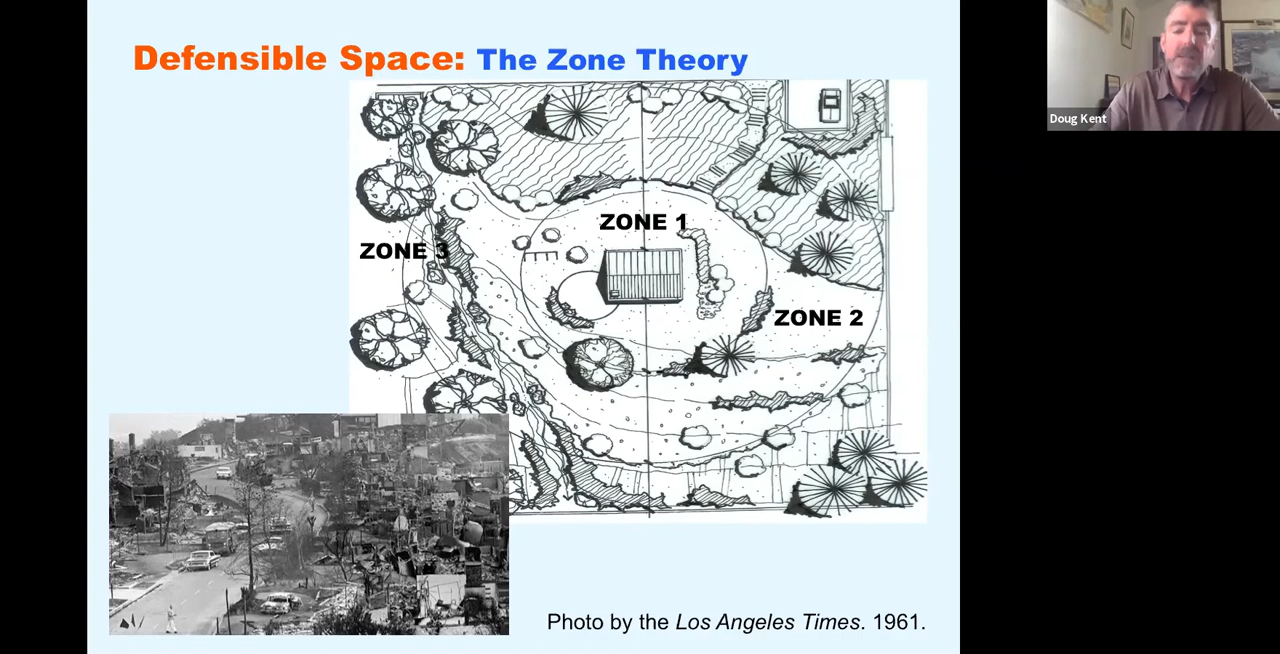 Defensible Space: The Zone Theory
Doug Kent
ZONE 1
ZONE 3
ZONE 2
Photo by the Los Angeles Times. 1961.